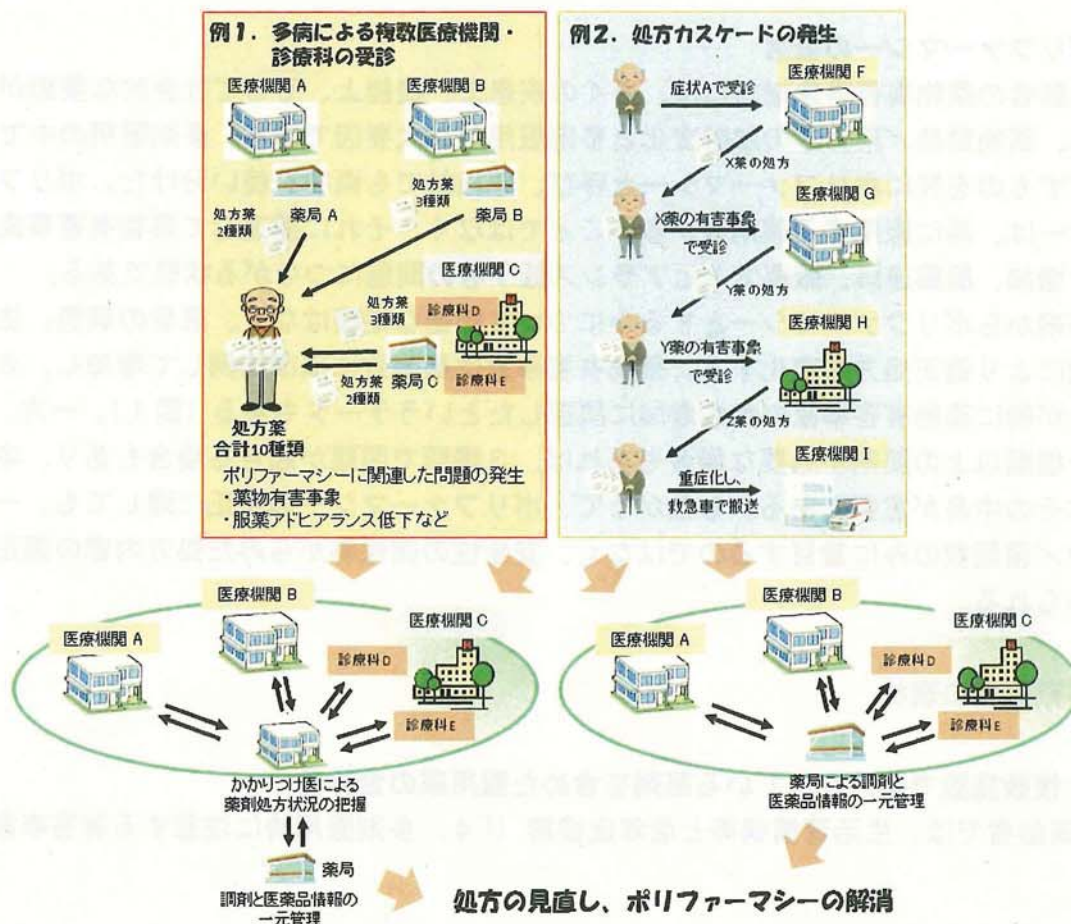 例1. 多病による複数医療機関・
診療科の受診
医療機関 A
医療機関 B
処方薬
2種類
薬局 A
処方薬
3種類
薬局 B
医療機関 C
処方薬
3種類
診療科D
処方薬
2種類
薬局 C
診療科E
処方薬
合計10種類
ポリファーマシーに関連した問題の発生
・薬物有害事象
・服薬アドヒアランス低下など
例2. 処方カスケードの発生
症状Aで受診
医療機関 F
X薬の処方
医療機関 G
X薬の有害事象
で受診
Y薬の処方
医療機関 H
Y薬の有害事象
で受診
Z薬の処方
医療機関 I
重症化し、
救急車で搬送
医療機関 B
医療機関 A
医療機関 C
診療科D
診療科E
かかりつけ医による
薬剤処方状況の把握
薬局
調剤と医薬品情報の
一元管理
医療機関 B
医療機関 A
医療機関 C
診療科D
診療科E
薬局による調剤と
医薬品情報の一元管理
処方の見直し、ポリファーマシーの解消